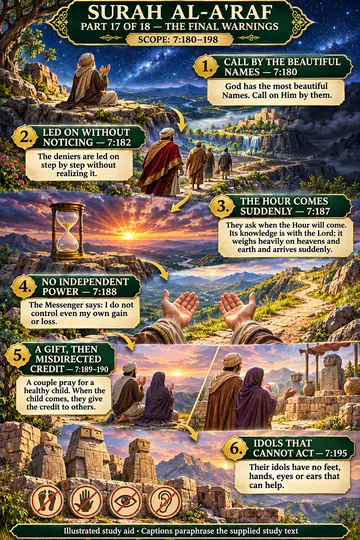 SURAH AL-A'RAF
PART 17 OF 18 — THE FINAL WARNINGS
SCOPE: 7:180–198
1. CALL BY THE BEAUTIFUL
NAMES — 7:180
God has the most beautiful
Names. Call on Him by them.
2. LED ON WITHOUT
NOTICING — 7:182
The deniers are led on
step by step without
realizing it.
3. THE HOUR COMES
SUDDENLY — 7:187
They ask when the Hour will come.
Its knowledge is with the Lord; it
weighs heavily on heavens and
earth and arrives suddenly.
4. NO INDEPENDENT
POWER — 7:188
The Messenger says: I do not
control even my own gain
or loss.
5. A GIFT, THEN
MISDIRECTED
CREDIT — 7:189–190
A couple pray for a
healthy child. When the
child comes, they give
the credit to others.
6. IDOLS THAT
CANNOT ACT — 7:195
Their idols have no feet,
hands, eyes or ears that
can help.
Illustrated study aid • Captions paraphrase the supplied study text